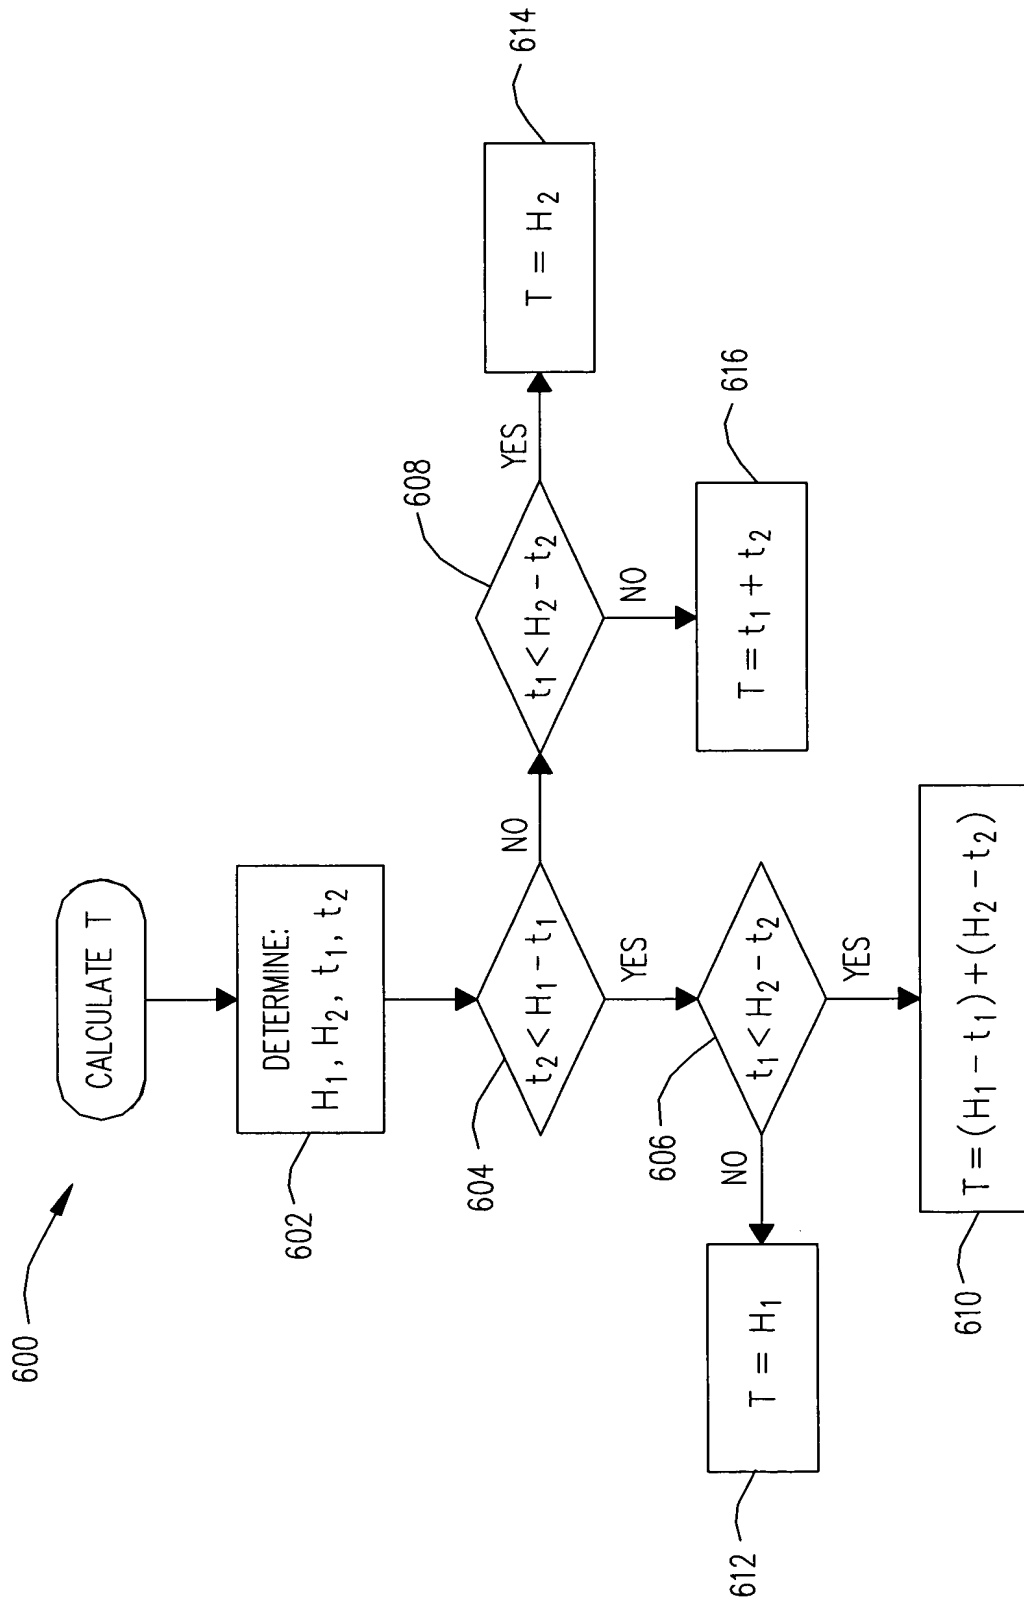 600
CALCULATE T
602
DETERMINE:
H₁, H₂, t₁, t₂
604
t₂ < H₁ − t₁
NO
YES
608
t₁ < H₂ − t₂
YES
NO
614
T = H₂
616
T = t₁ + t₂
606
t₁ < H₂ − t₂
NO
YES
612
T = H₁
610
T = (H₁ − t₁) + (H₂ − t₂)